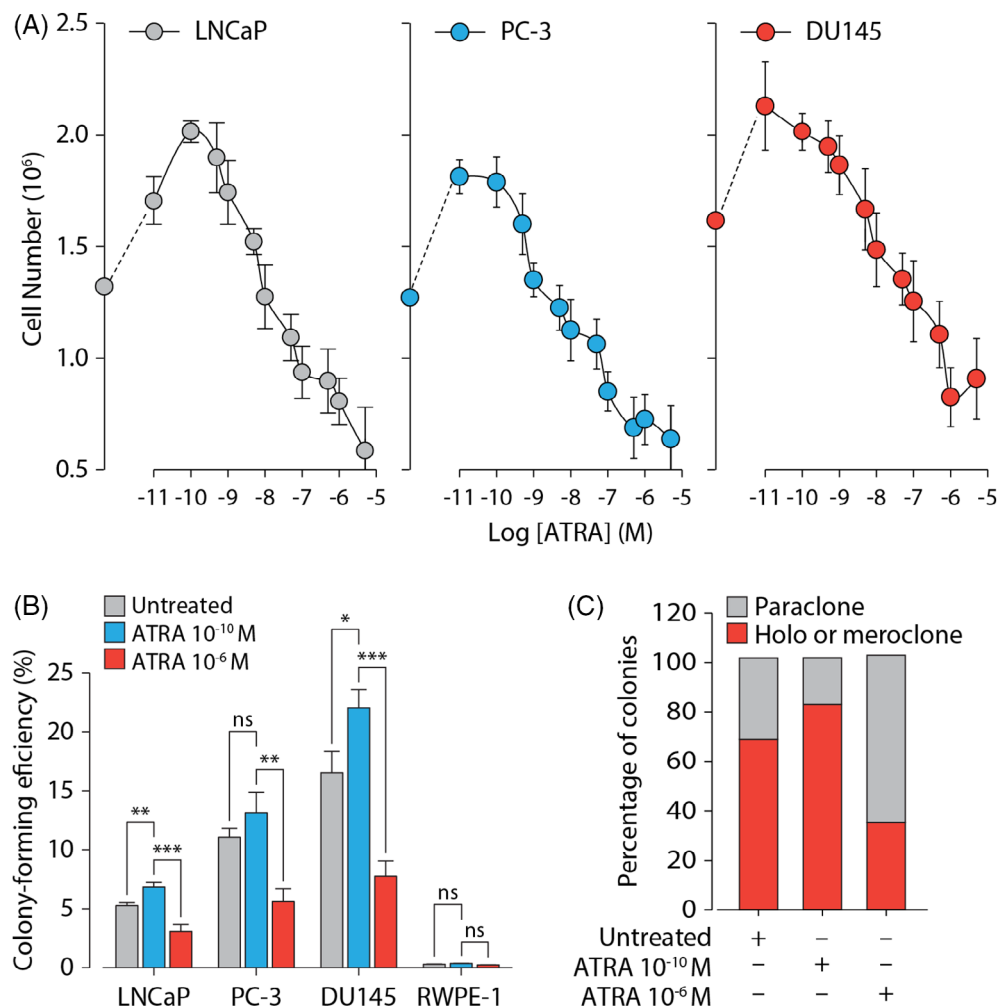 (A)
LNCaP
PC-3
DU145
Cell Number (10⁶)
2.5
2.0
1.5
1.0
0.5
-11 -10 -9 -8 -7 -6 -5
-11 -10 -9 -8 -7 -6 -5
-11 -10 -9 -8 -7 -6 -5
Log [ATRA] (M)
(B)
Untreated
ATRA 10⁻¹⁰ M
ATRA 10⁻⁶ M
Colony-forming eficiency (%)
25
20
15
10
5
0
** ***
ns **
* ***
ns ns
LNCaP PC-3 DU145 RWPE-1
(C)
Paraclone
Holo or meroclone
Percentage of colonies
120
100
80
60
40
20
0
Untreated + – –
ATRA 10⁻¹⁰ M – + –
ATRA 10⁻⁶ M – – +